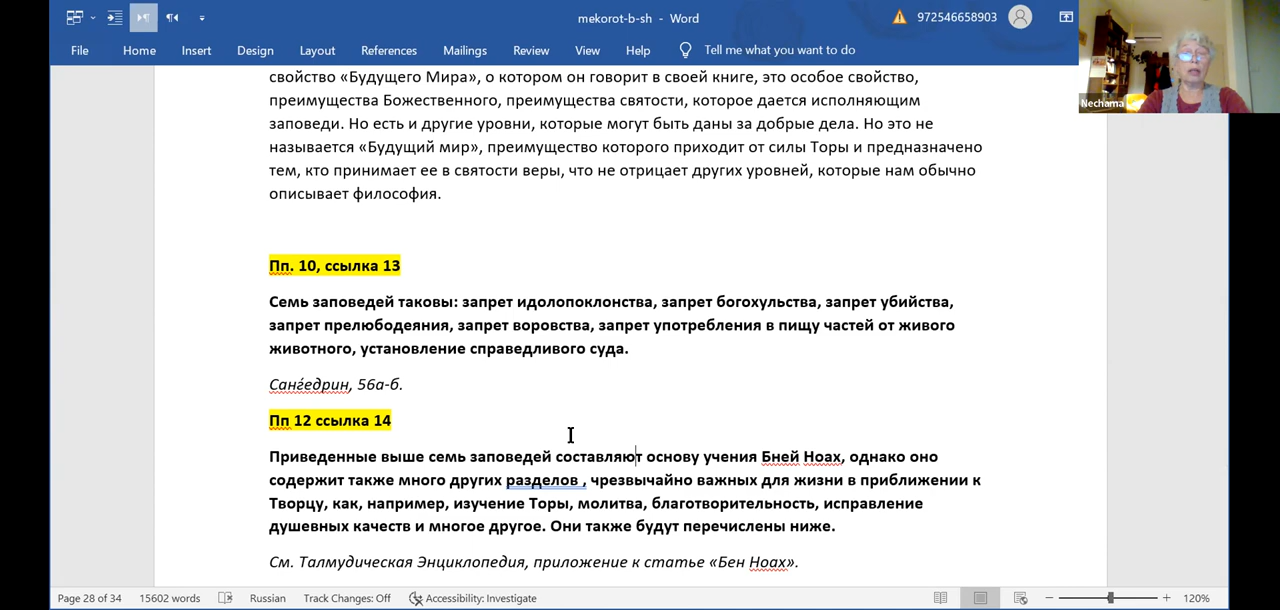 mekorot-b-sh - Word
972546658903
File Home Insert Design Layout References Mailings Review View Help Tell me what you want to do
Nechama
свойство «Будущего Мира», о котором он говорит в своей книге, это особое свойство,
преимущества Божественного, преимущества святости, которое дается исполняющим
заповеди. Но есть и другие уровни, которые могут быть даны за добрые дела. Но это не
называется «Будущий мир», преимущество которого приходит от силы Торы и предназначено
тем, кто принимает ее в святости веры, что не отрицает других уровней, которые нам обычно
описывает философия.
Пп. 10, ссылка 13
Семь заповедей таковы: запрет идолопоклонства, запрет богохульства, запрет убийства,
запрет прелюбодеяния, запрет воровства, запрет употребления в пищу частей от живого
животного, установление справедливого суда.
Санѓедрин, 56а-б.
Пп 12 ссылка 14
Приведенные выше семь заповедей составляют основу учения Бней Ноах, однако оно
содержит также много других разделов , чрезвычайно важных для жизни в приближении к
Творцу, как, например, изучение Торы, молитва, благотворительность, исправление
душевных качеств и многое другое. Они также будут перечислены ниже.
См. Талмудическая Энциклопедия, приложение к статье «Бен Ноах».
Page 28 of 34 15602 words Russian Track Changes: Off Accessibility: Investigate 120%